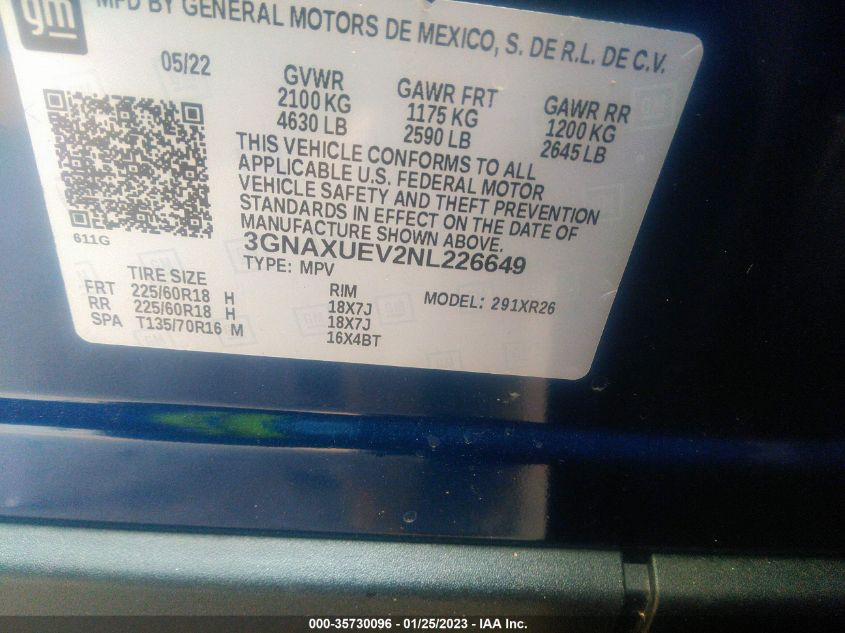 gm
MFD BY GENERAL MOTORS DE MEXICO, S. DE R.L. DE C.V.
05/22
GVWR
2100 KG
4630 LB
GAWR FRT
1175 KG
2590 LB
GAWR RR
1200 KG
2645 LB
THIS VEHICLE CONFORMS TO ALL
APPLICABLE U.S. FEDERAL MOTOR
VEHICLE SAFETY AND THEFT PREVENTION
STANDARDS IN EFFECT ON THE DATE OF
MANUFACTURE SHOWN ABOVE.
611G
3GNAXUEV2NL226649
TYPE: MPV
TIRE SIZE
RIM
MODEL: 291XR26
FRT 225/60R18 H 18X7J
RR 225/60R18 H 18X7J
SPA T135/70R16 M 16X4BT
000-35730096 - 01/25/2023 - IAA Inc.